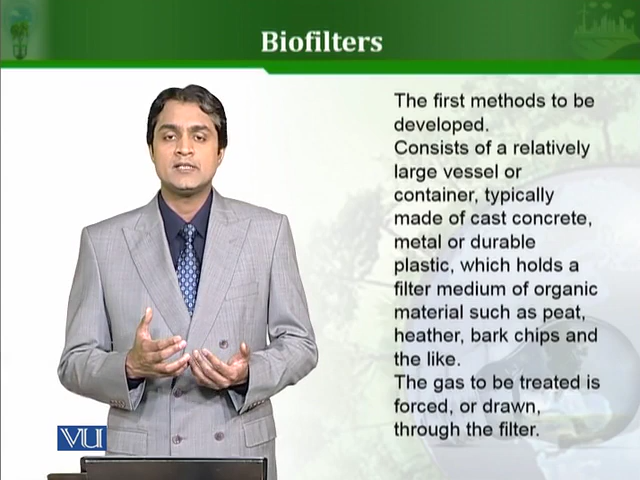 Biofilters
The first methods to be
developed.
Consists of a relatively
large vessel or
container, typically
made of cast concrete,
metal or durable
plastic, which holds a
filter medium of organic
material such as peat,
heather, bark chips and
the like.
The gas to be treated is
forced, or drawn,
through the filter.
VU